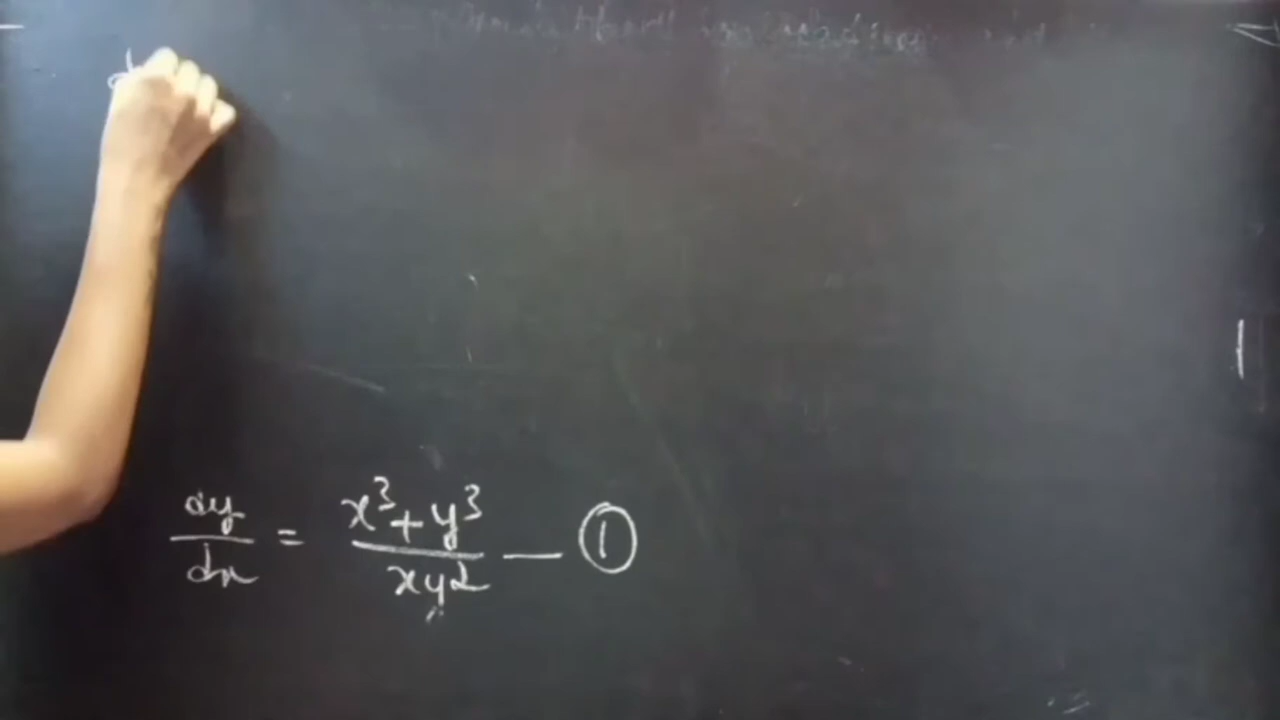 d
dy/dx = x³+y³/xy2 — ①